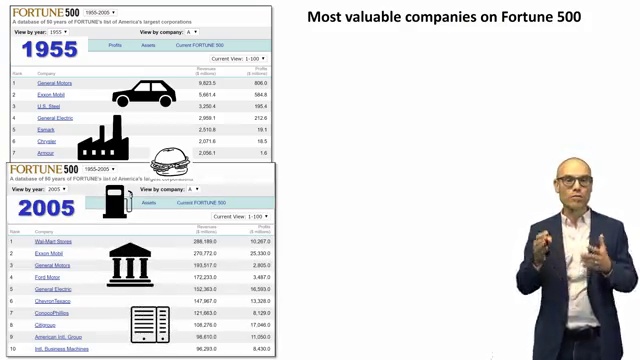 Most valuable companies on Fortune 500
FORTUNE 500 1955-2005
A database of 50 years of FORTUNE's list of America's largest corporations
View by year: 1955 View by company: A
1955 Profits Assets Current FORTUNE 500
Current View: 1-100
Rank Company Revenues ($ millions) Profits ($ millions)
1 General Motors 9,823.5 806.0
2 Exxon Mobil 5,661.4 584.8
3 U.S. Steel 3,250.4 195.4
4 General Electric 2,959.1 212.6
5 Esmark 2,510.8 19.1
6 Chrysler 2,071.6 18.5
7 Armour 2,056.1 1.6
FORTUNE 500 1955-2005
A database of 50 years of FORTUNE's list of America's largest corporations
View by year: 2005 View by company: A
2005 Assets Current FORTUNE 500
Current View: 1-100
Rank Company Revenues ($ millions) Profits ($ millions)
1 Wal-Mart Stores 288,189.0 10,267.0
2 Exxon Mobil 270,772.0 25,330.0
3 General Motors 193,517.0 2,805.0
4 Ford Motor 172,233.0 3,487.0
5 General Electric 152,363.0 16,593.0
6 ChevronTexaco 147,967.0 13,328.0
7 ConocoPhillips 121,663.0 8,129.0
8 Citigroup 108,276.0 17,046.0
9 American Intl. Group 98,610.0 11,050.0
10 Intl. Business Machines 96,293.0 8,430.0